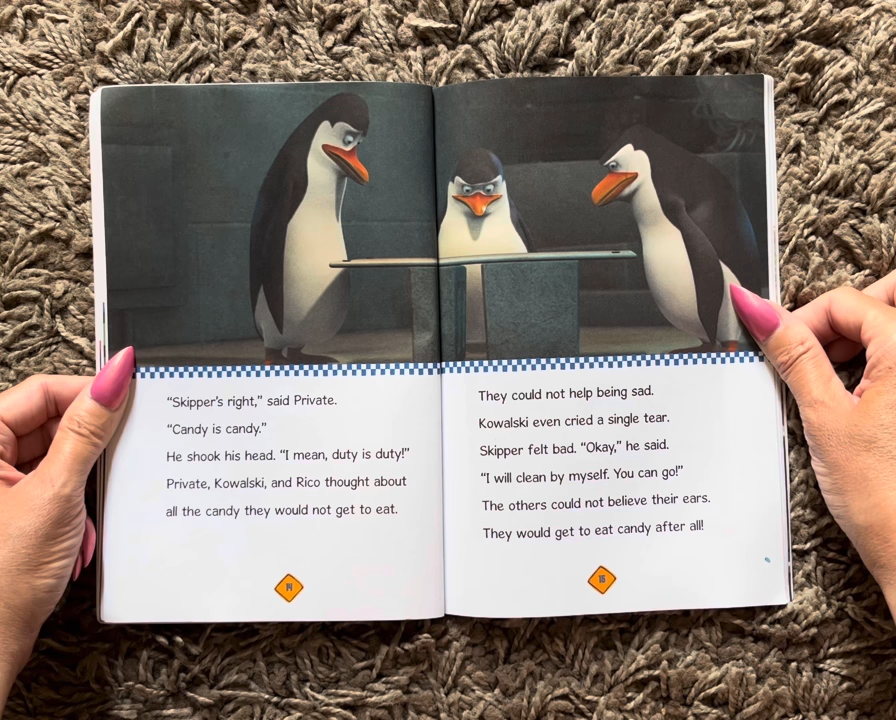 “Skipper’s right,” said Private.
“Candy is candy.”
He shook his head. “I mean, duty is duty!”
Private, Kowalski, and Rico thought about
all the candy they would not get to eat.
14
They could not help being sad.
Kowalski even cried a single tear.
Skipper felt bad. “Okay,” he said.
“I will clean by myself. You can go!”
The others could not believe their ears.
They would get to eat candy after all!
15